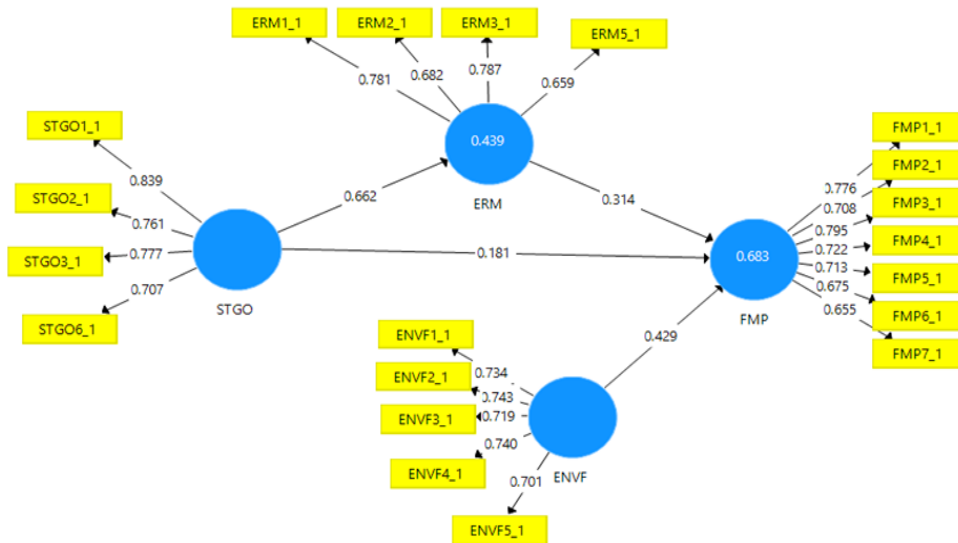 ERM1_1
ERM2_1
ERM3_1
ERM5_1
0.781
0.682
0.787
0.659
STGO1_1
STGO2_1
STGO3_1
STGO6_1
0.839
0.761
0.777
0.707
STGO
0.662
0.439
ERM
0.314
0.181
0.683
FMP
FMP1_1
FMP2_1
FMP3_1
FMP4_1
FMP5_1
FMP6_1
FMP7_1
0.776
0.708
0.795
0.722
0.713
0.675
0.655
0.429
ENVF1_1
ENVF2_1
ENVF3_1
ENVF4_1
ENVF5_1
0.734
0.743
0.719
0.740
0.701
ENVF